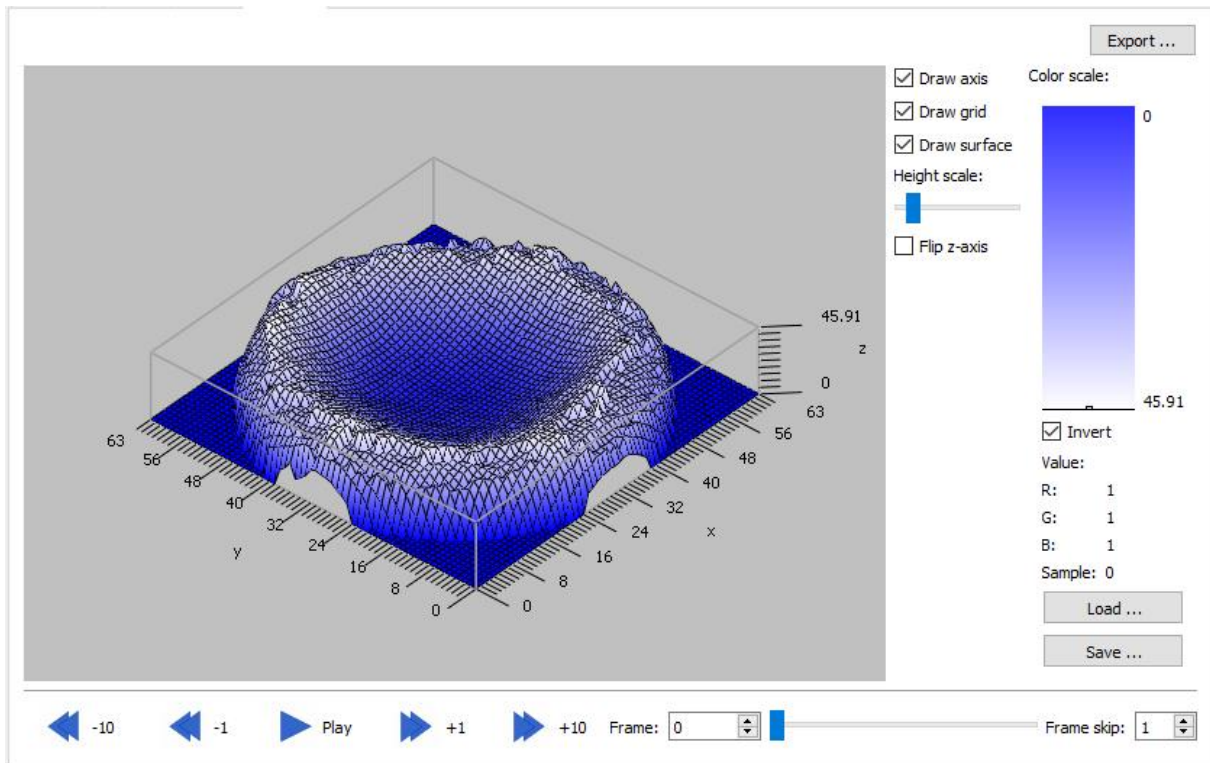 Export ...
Draw axis
Draw grid
Draw surface
Height scale:
Flip z-axis
Color scale:
0
45.91
Invert
Value:
R: 1
G: 1
B: 1
Sample: 0
Load ...
Save ...
45.91
z
0
63
56
48
40
32
24
16
8
0
x
63
56
48
40
32
24
16
8
0
y
-10
-1
Play
+1
+10
Frame: 0
Frame skip: 1